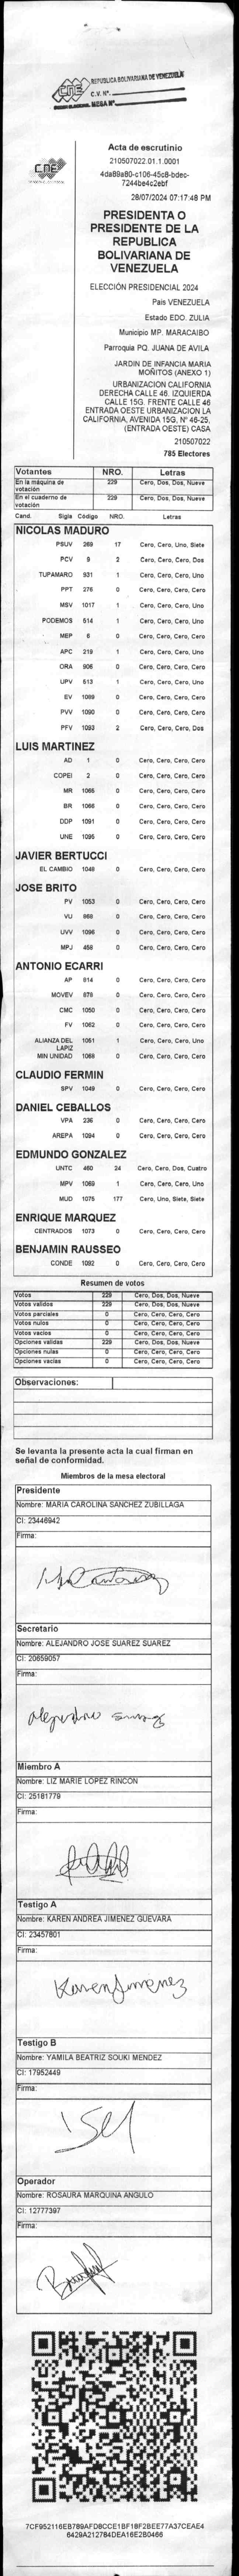 CNE
REPUBLICA BOLIVARIANA DE VENEZUELA
C.V. Nº.
MESA Nº.
CNE
Acta de escrutinio
210507022.01.1.0001
4da89a80-c106-45c8-bdec-
7244be4c2ebf
28/07/2024 07:17:48 PM
PRESIDENTA O
PRESIDENTE DE LA
REPUBLICA
BOLIVARIANA DE
VENEZUELA
ELECCIÓN PRESIDENCIAL 2024
Pais VENEZUELA
Estado EDO. ZULIA
Municipio MP. MARACAIBO
Parroquia PQ. JUANA DE AVILA
JARDIN DE INFANCIA MARIA
MOÑITOS (ANEXO 1)
URBANIZACION CALIFORNIA
DERECHA CALLE 46. IZQUIERDA
CALLE 15G. FRENTE CALLE 46
ENTRADA OESTE URBANIZACION LA
CALIFORNIA, AVENIDA 15G, Nº 46-25,
(ENTRADA OESTE) CASA
210507022
785 Electores
Votantes NRO. Letras
En la máquina de votación 229 Cero, Dos, Dos, Nueve
En el cuaderno de votación 229 Cero, Dos, Dos, Nueve
Cand. Sigla Código NRO. Letras
NICOLAS MADURO
PSUV 269 17 Cero, Cero, Uno, Siete
PCV 9 2 Cero, Cero, Cero, Dos
TUPAMARO 931 1 Cero, Cero, Cero, Uno
PPT 276 0 Cero, Cero, Cero, Cero
MSV 1017 1 Cero, Cero, Cero, Uno
PODEMOS 514 1 Cero, Cero, Cero, Uno
MEP 6 0 Cero, Cero, Cero, Cero
APC 219 1 Cero, Cero, Cero, Uno
ORA 906 0 Cero, Cero, Cero, Cero
UPV 513 1 Cero, Cero, Cero, Uno
EV 1089 0 Cero, Cero, Cero, Cero
PVV 1090 0 Cero, Cero, Cero, Cero
PFV 1093 2 Cero, Cero, Cero, Dos
LUIS MARTINEZ
AD 1 0 Cero, Cero, Cero, Cero
COPEI 2 0 Cero, Cero, Cero, Cero
MR 1065 0 Cero, Cero, Cero, Cero
BR 1066 0 Cero, Cero, Cero, Cero
DDP 1091 0 Cero, Cero, Cero, Cero
UNE 1095 0 Cero, Cero, Cero, Cero
JAVIER BERTUCCI
EL CAMBIO 1048 0 Cero, Cero, Cero, Cero
JOSE BRITO
PV 1053 0 Cero, Cero, Cero, Cero
VU 968 0 Cero, Cero, Cero, Cero
UVV 1096 0 Cero, Cero, Cero, Cero
MPJ 458 0 Cero, Cero, Cero, Cero
ANTONIO ECARRI
AP 914 0 Cero, Cero, Cero, Cero
MOVEV 878 0 Cero, Cero, Cero, Cero
CMC 1050 0 Cero, Cero, Cero, Cero
FV 1062 0 Cero, Cero, Cero, Cero
ALIANZA DEL LAPIZ 1051 1 Cero, Cero, Cero, Uno
MIN UNIDAD 1068 0 Cero, Cero, Cero, Cero
CLAUDIO FERMIN
SPV 1049 0 Cero, Cero, Cero, Cero
DANIEL CEBALLOS
VPA 236 0 Cero, Cero, Cero, Cero
AREPA 1094 0 Cero, Cero, Cero, Cero
EDMUNDO GONZALEZ
UNTC 460 24 Cero, Cero, Dos, Cuatro
MPV 1069 1 Cero, Cero, Cero, Uno
MUD 1075 177 Cero, Uno, Siete, Siete
ENRIQUE MARQUEZ
CENTRADOS 1073 0 Cero, Cero, Cero, Cero
BENJAMIN RAUSSEO
CONDE 1092 0 Cero, Cero, Cero, Cero
Resumen de votos
Votos 229 Cero, Dos, Dos, Nueve
Votos validos 229 Cero, Dos, Dos, Nueve
Votos parciales 0 Cero, Cero, Cero, Cero
Votos nulos 0 Cero, Cero, Cero, Cero
Votos vacios 0 Cero, Cero, Cero, Cero
Opciones validas 229 Cero, Dos, Dos, Nueve
Opciones nulas 0 Cero, Cero, Cero, Cero
Opciones vacias 0 Cero, Cero, Cero, Cero
Observaciones:
Se levanta la presente acta la cual firman en
señal de conformidad.
Miembros de la mesa electoral
Presidente
Nombre: MARIA CAROLINA SANCHEZ ZUBILLAGA
CI: 23446942
Firma:
Secretario
Nombre: ALEJANDRO JOSE SUAREZ SUAREZ
CI: 20659057
Firma:
Alejandro Suarez
Miembro A
Nombre: LIZ MARIE LOPEZ RINCON
CI: 25181779
Firma:
Testigo A
Nombre: KAREN ANDREA JIMENEZ GUEVARA
CI: 23457801
Firma:
Karen Jimenez
Testigo B
Nombre: YAMILA BEATRIZ SOUKI MENDEZ
CI: 17952449
Firma:
Operador
Nombre: ROSAURA MARQUINA ANGULO
CI: 12777397
Firma:
7CF952116EB789AFD8CCE1BF18F2BEE77A37CEAE4
6429A212784DEA16E2B0466